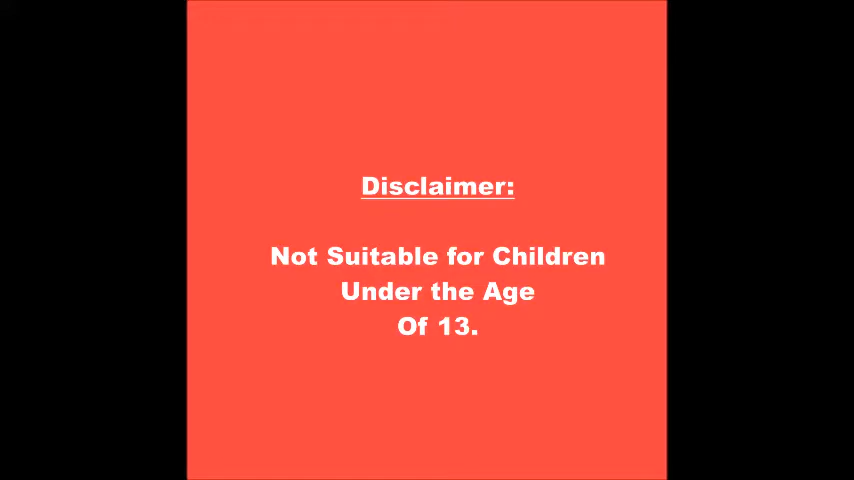 Disclaimer:
Not Suitable for Children
Under the Age
Of 13.